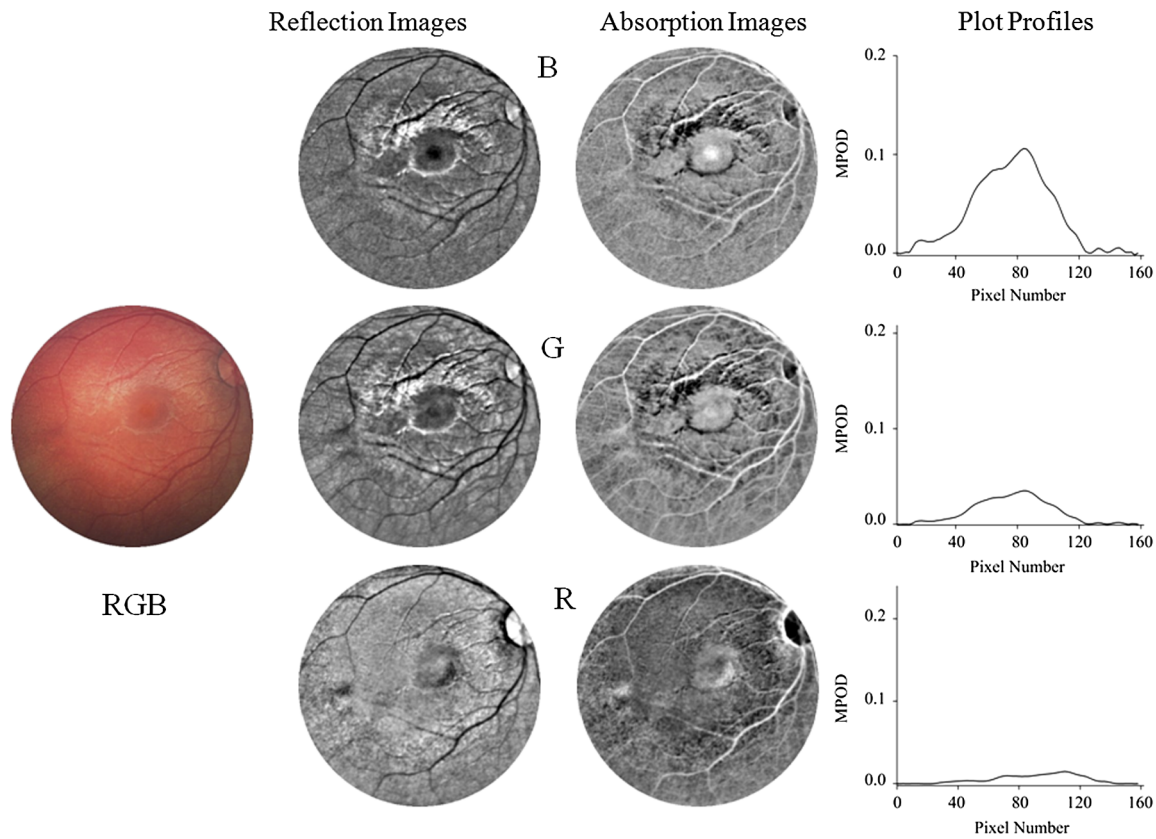 Reflection Images
Absorption Images
Plot Profiles
B
0.2
0.1
0.0
MPOD
0 40 80 120 160
Pixel Number
G
0.2
0.1
0.0
MPOD
0 40 80 120 160
Pixel Number
RGB
R
0.2
0.1
0.0
MPOD
0 40 80 120 160
Pixel Number